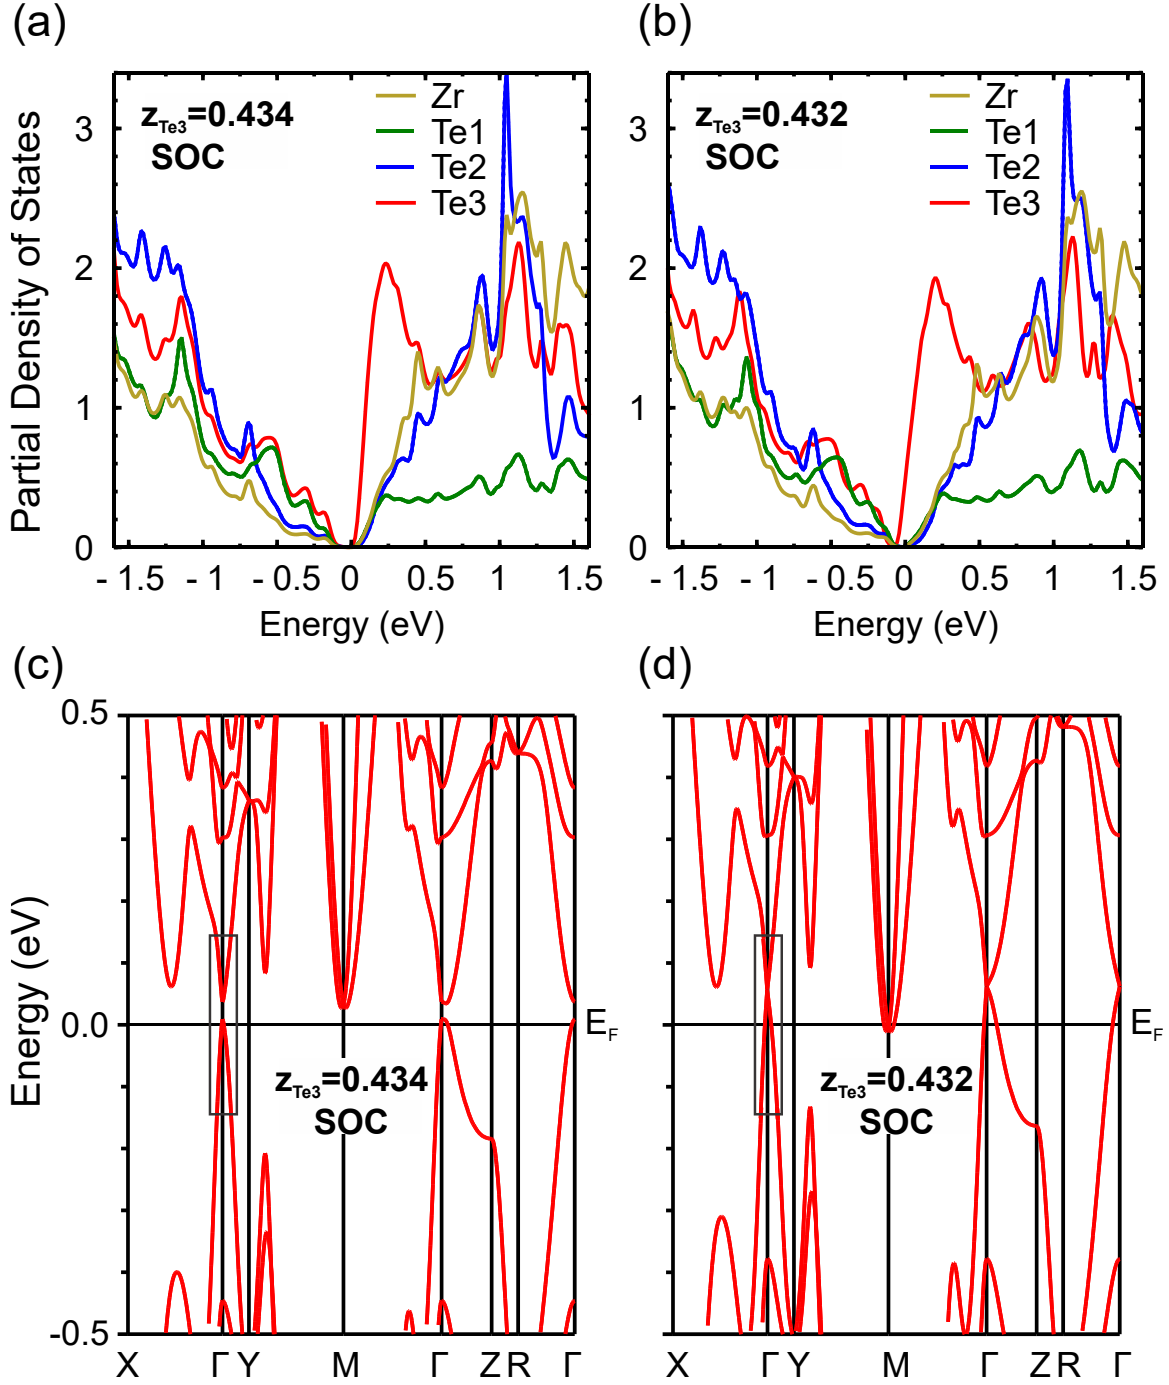 (a)
(b)
Partial Density of States
z_Te3=0.434
SOC
Zr
Te1
Te2
Te3
3
2
1
0
- 1.5
- 1
- 0.5
0
0.5
1
1.5
Energy (eV)
z_Te3=0.432
SOC
Zr
Te1
Te2
Te3
3
2
1
0
- 1.5
- 1
- 0.5
0
0.5
1
1.5
Energy (eV)
(c)
(d)
Energy (eV)
0.5
0.0
-0.5
E_F
z_Te3=0.434
SOC
X Γ Y M Γ Z R Γ
E_F
z_Te3=0.432
SOC
X Γ Y M Γ Z R Γ